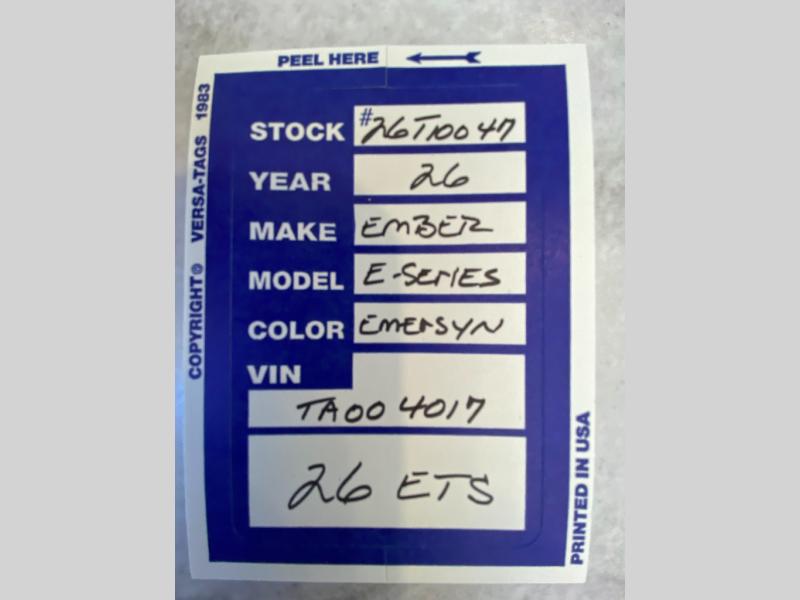 PEEL HERE
COPYRIGHT © VERSA-TAGS 1983
STOCK #26T10047
YEAR 26
MAKE EMBER
MODEL E-SERIES
COLOR EMERSYN
VIN
TA004017
26 ETS
PRINTED IN USA